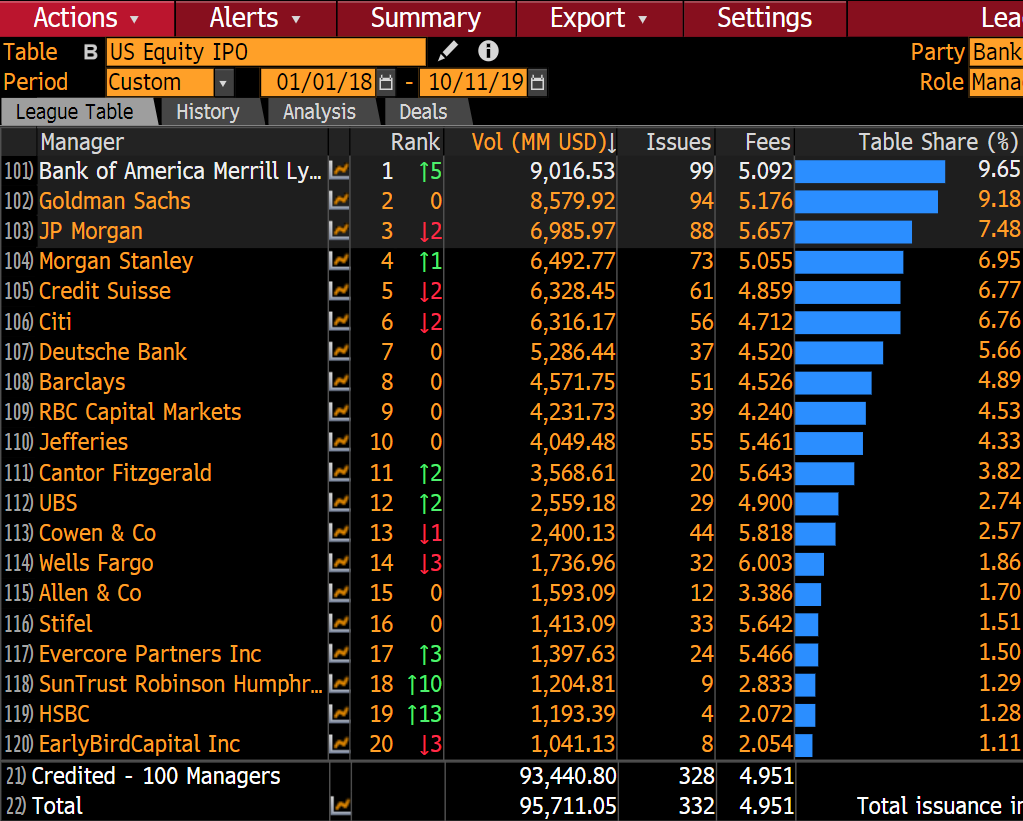 Actions ▾ Alerts ▾ Summary Export ▾ Settings Lea
Table B US Equity IPO Party Bank
Period Custom 01/01/18 - 10/11/19 Role Mana
League Table History Analysis Deals
Manager Rank Vol (MM USD)↓ Issues Fees Table Share (%)
101) Bank of America Merrill Ly... 1 ↑5 9,016.53 99 5.092 9.65
102) Goldman Sachs 2 0 8,579.92 94 5.176 9.18
103) JP Morgan 3 ↓2 6,985.97 88 5.657 7.48
104) Morgan Stanley 4 ↑1 6,492.77 73 5.055 6.95
105) Credit Suisse 5 ↓2 6,328.45 61 4.859 6.77
106) Citi 6 ↓2 6,316.17 56 4.712 6.76
107) Deutsche Bank 7 0 5,286.44 37 4.520 5.66
108) Barclays 8 0 4,571.75 51 4.526 4.89
109) RBC Capital Markets 9 0 4,231.73 39 4.240 4.53
110) Jefferies 10 0 4,049.48 55 5.461 4.33
111) Cantor Fitzgerald 11 ↑2 3,568.61 20 5.643 3.82
112) UBS 12 ↑2 2,559.18 29 4.900 2.74
113) Cowen & Co 13 ↓1 2,400.13 44 5.818 2.57
114) Wells Fargo 14 ↓3 1,736.96 32 6.003 1.86
115) Allen & Co 15 0 1,593.09 12 3.386 1.70
116) Stifel 16 0 1,413.09 33 5.642 1.51
117) Evercore Partners Inc 17 ↑3 1,397.63 24 5.466 1.50
118) SunTrust Robinson Humphr... 18 ↑10 1,204.81 9 2.833 1.29
119) HSBC 19 ↑13 1,193.39 4 2.072 1.28
120) EarlyBirdCapital Inc 20 ↓3 1,041.13 8 2.054 1.11
21) Credited - 100 Managers 93,440.80 328 4.951
22) Total 95,711.05 332 4.951 Total issuance in